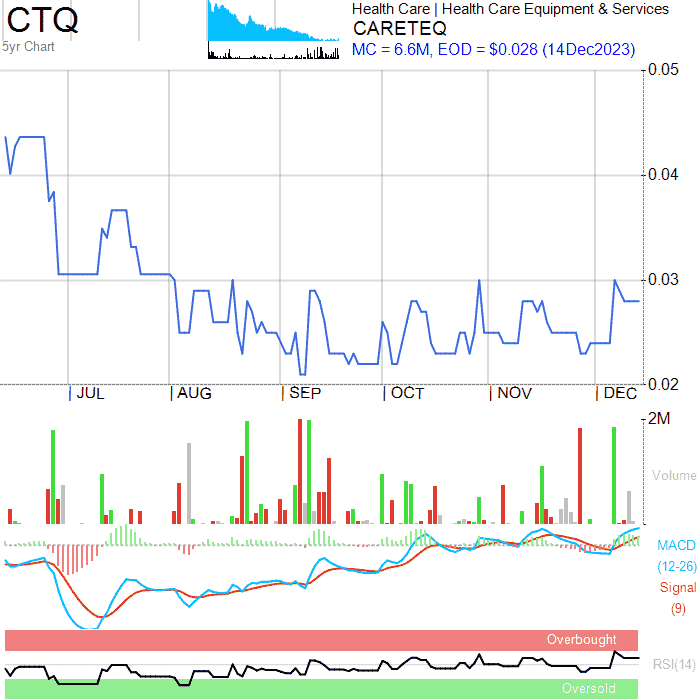 CTQ
5yr Chart
Health Care | Health Care Equipment & Services
CARETEQ
MC = 6.6M, EOD = $0.028 (14Dec2023)
0.05
0.04
0.03
0.02
JUL AUG SEP OCT NOV DEC
2M
Volume
MACD
(12-26)
Signal
(9)
Overbought
RSI(14)
Oversold